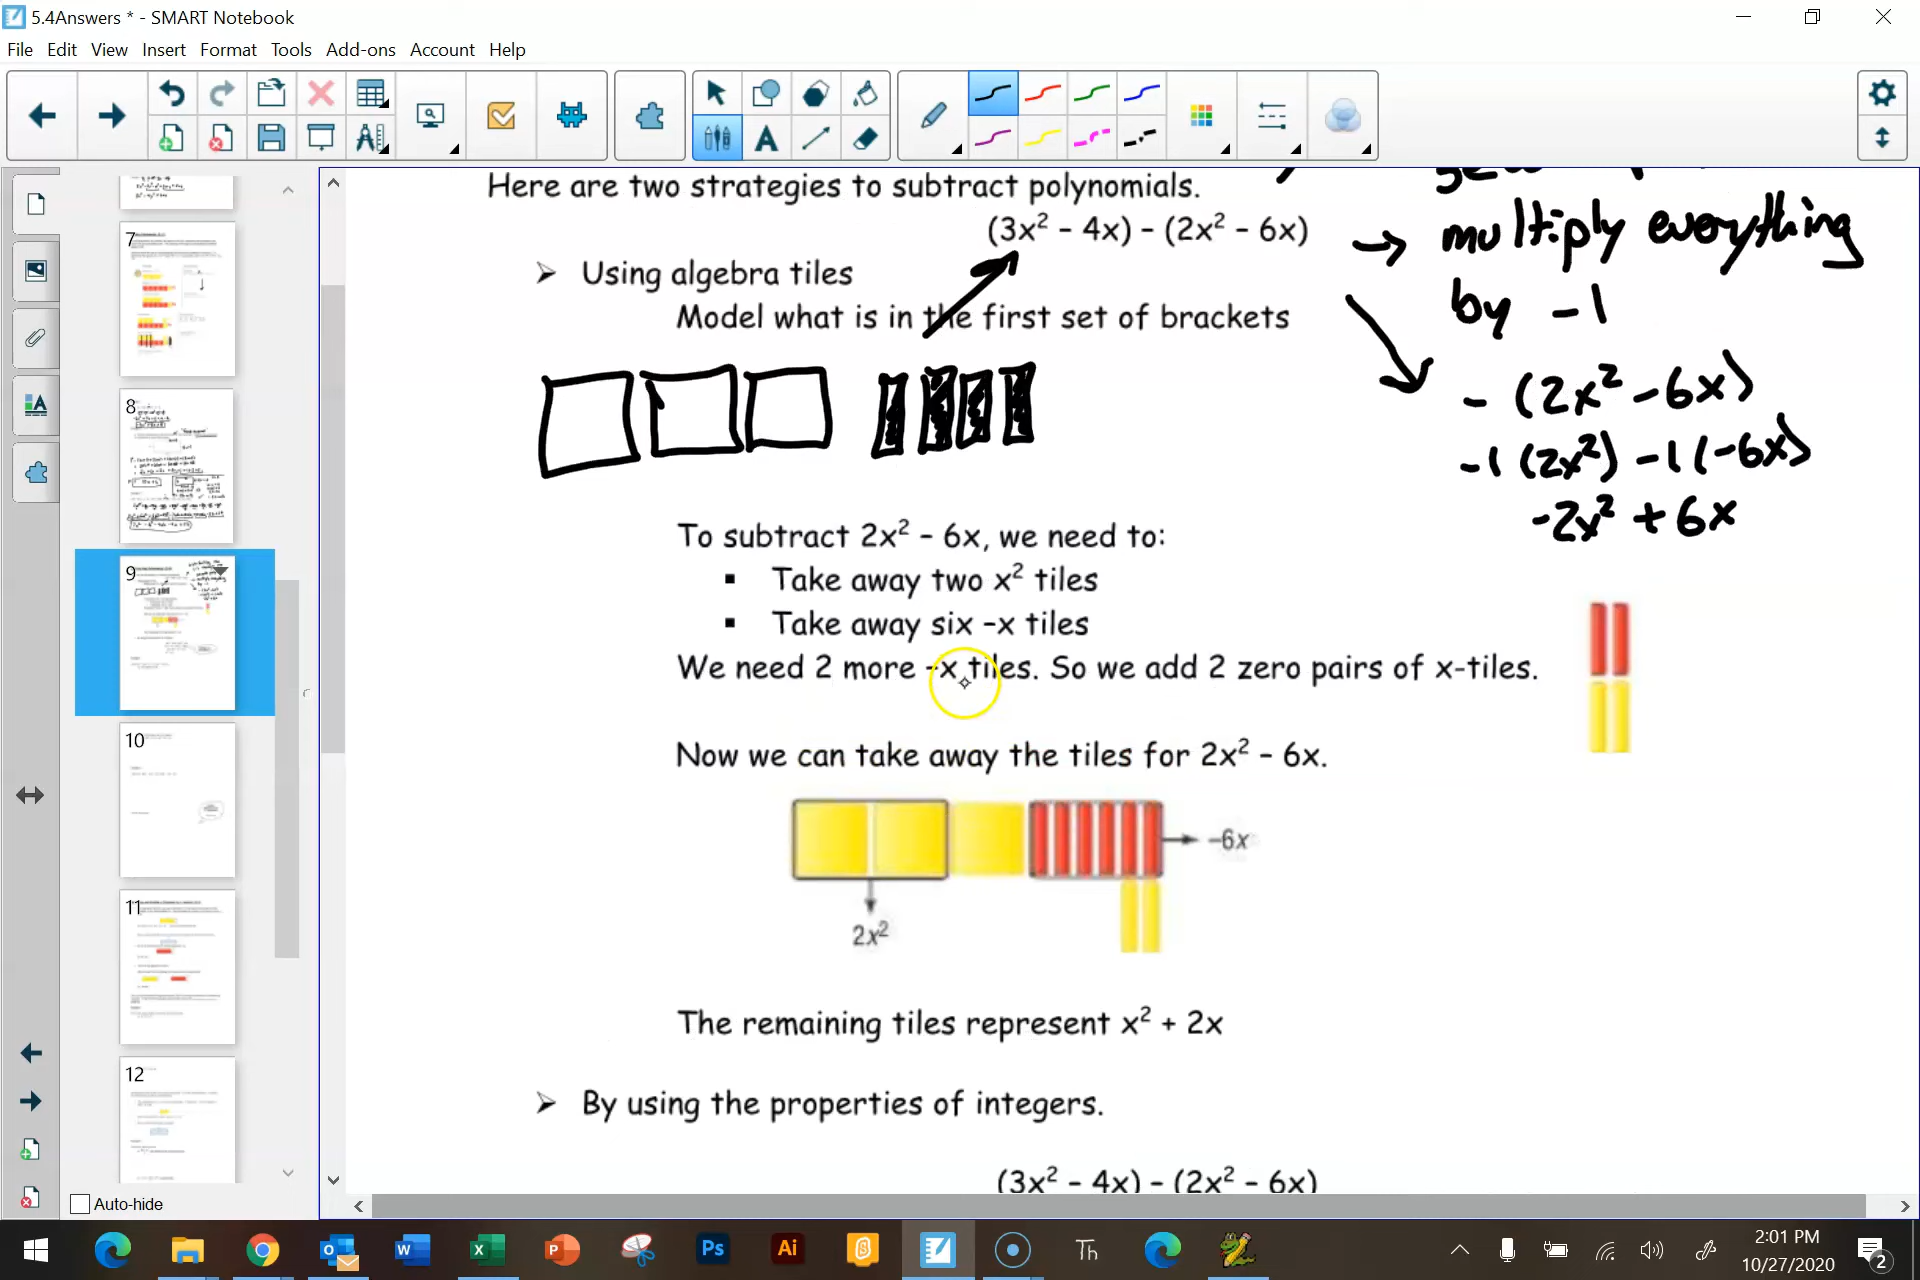 5.4Answers * - SMART Notebook
File Edit View Insert Format Tools Add-ons Account Help
Here are two strategies to subtract polynomials.
(3x² – 4x) – (2x² – 6x)
→ multiply everything
by -1
➢ Using algebra tiles
Model what is in the first set of brackets
- (2x² - 6x)
-1 (2x²) - 1 (-6x)
-2x² + 6x
To subtract 2x² – 6x, we need to:
▪ Take away two x² tiles
▪ Take away six –x tiles
We need 2 more –x tiles. So we add 2 zero pairs of x-tiles.
Now we can take away the tiles for 2x² – 6x.
–6x
2x²
The remaining tiles represent x² + 2x
➢ By using the properties of integers.
(3x² – 4x) – (2x² – 6x)
7
8
9
10
11
12
Auto-hide
2:01 PM
10/27/2020
2